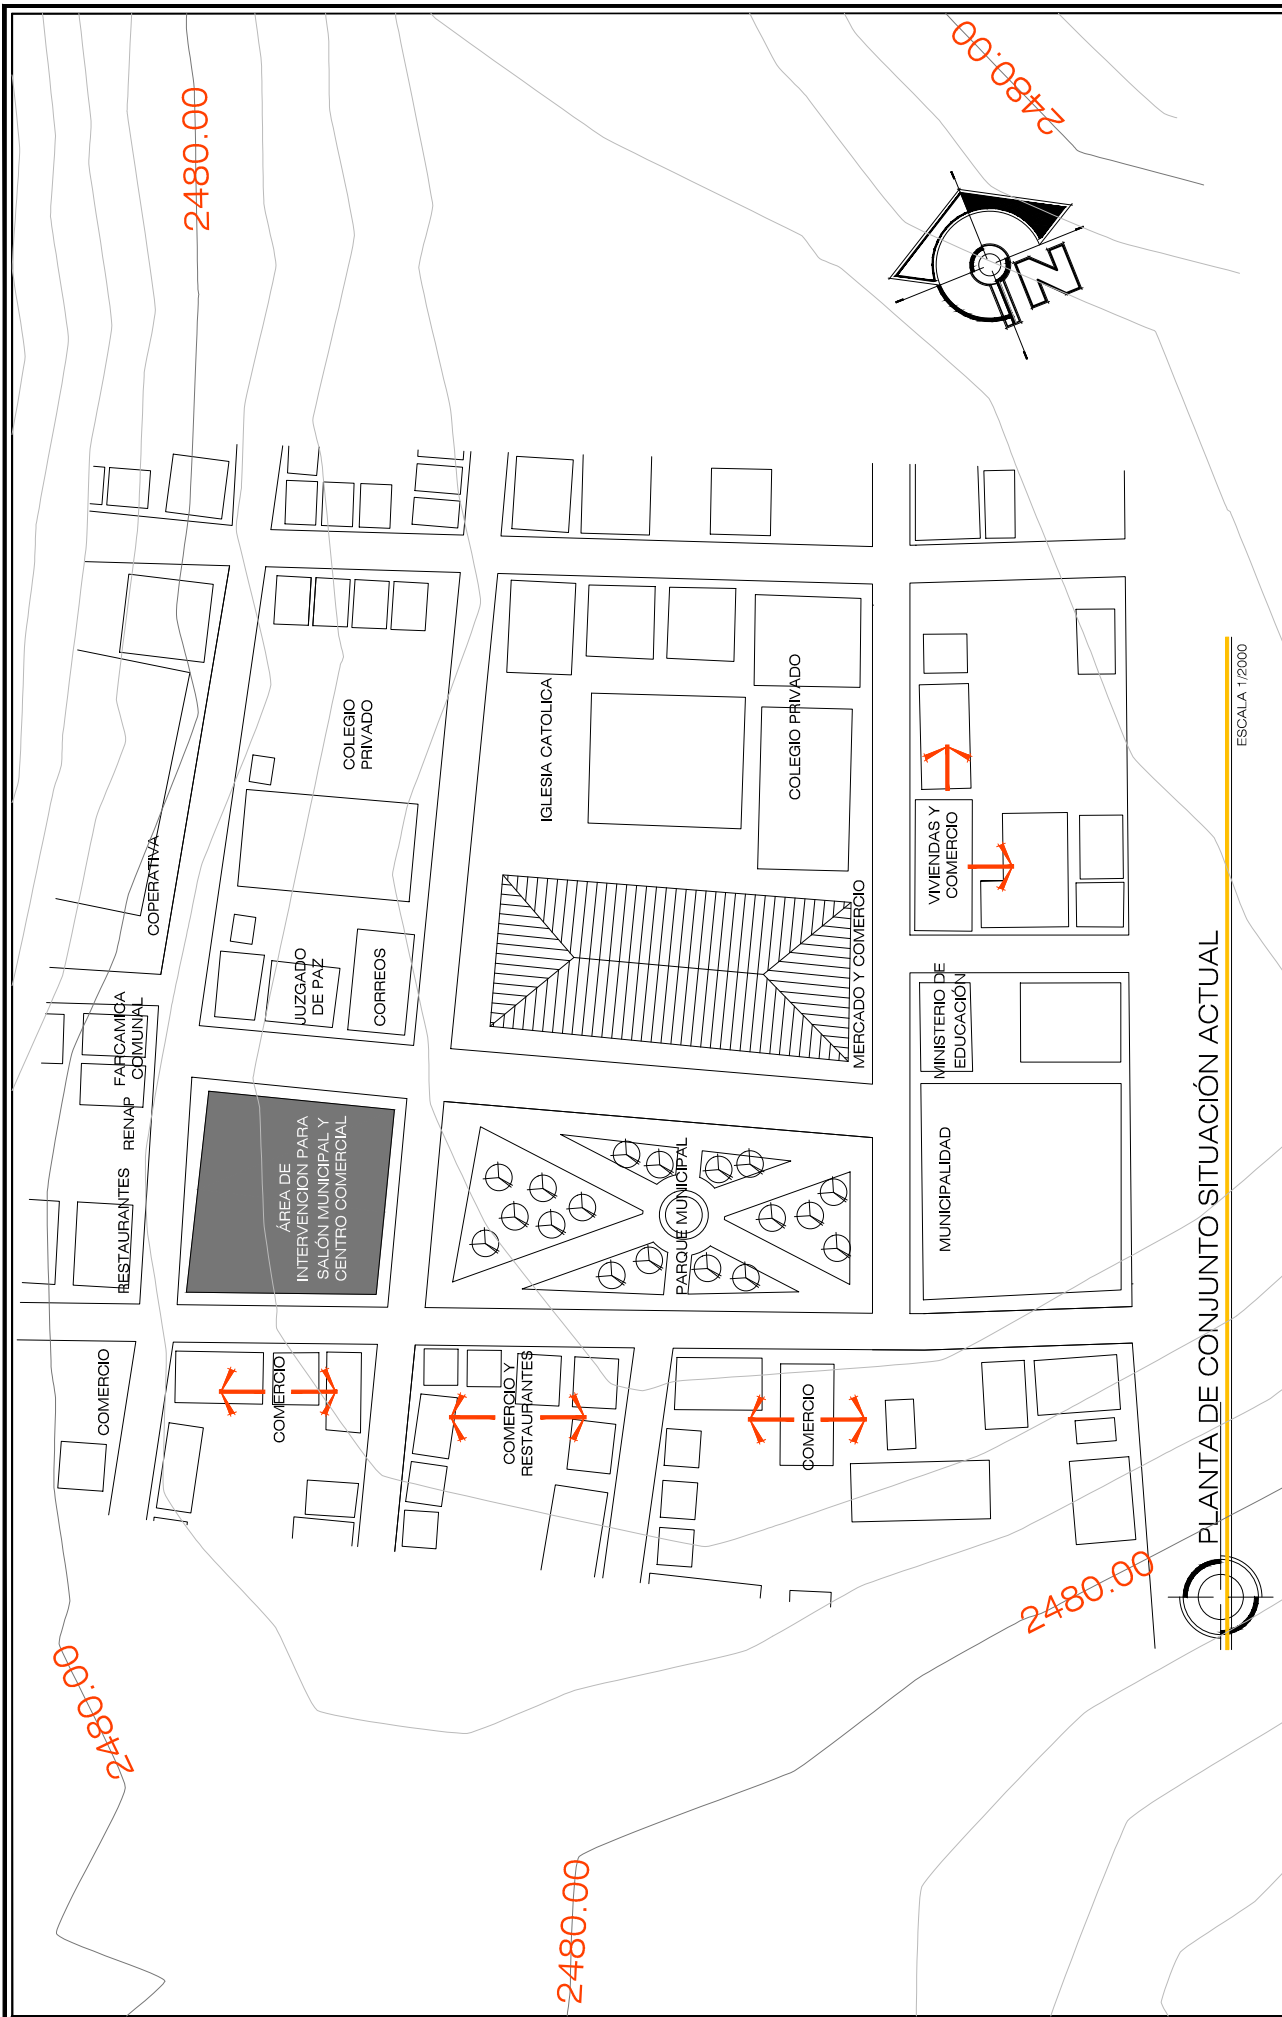 2480.00
2480.00
N
COPERATIVA
COLEGIO
PRIVADO
IGLESIA CATOLICA
COLEGIO PRIVADO
VIVIENDAS Y
COMERCIO
FARCAMICA
COMUNAL
JUZGADO
DE PAZ
CORREOS
MERCADO Y COMERCIO
MINISTERIO DE
EDUCACIÓN
RESTAURANTES
RENAP
ÁREA DE
INTERVENCION PARA
SALÓN MUNICIPAL Y
CENTRO COMERCIAL
PARQUE MUNICIPAL
MUNICIPALIDAD
COMERCIO
COMERCIO
COMERCIO Y
RESTAURANTES
COMERCIO
2480.00
2480.00
2480.00
PLANTA DE CONJUNTO SITUACIÓN ACTUAL
ESCALA 1/2000